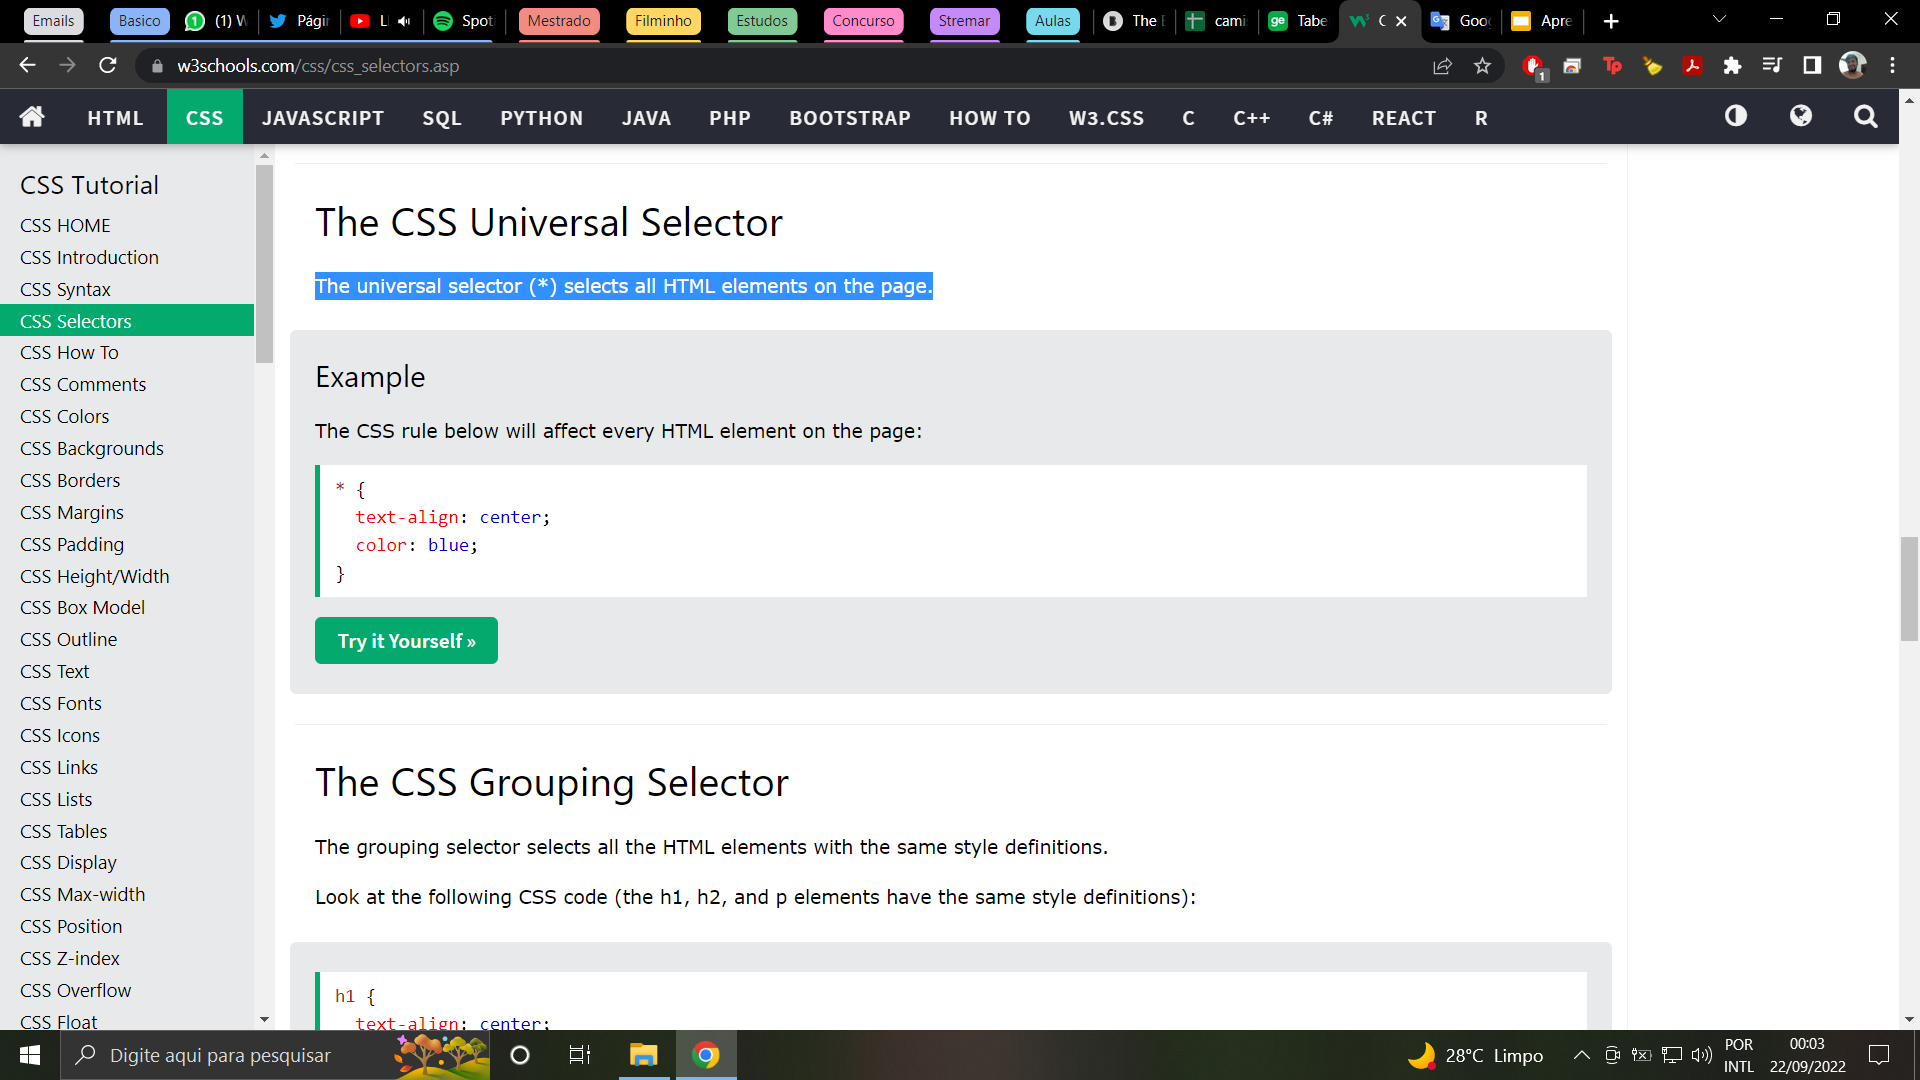 Emails
Basico
(1) W
Págin
Spoti
Mestrado
Filminho
Estudos
Concurso
Stremar
Aulas
The B
cami
Tabe
Goo
Apre
w3schools.com/css/css_selectors.asp
1
HTML
CSS
JAVASCRIPT
SQL
PYTHON
JAVA
PHP
BOOTSTRAP
HOW TO
W3.CSS
C
C++
C#
REACT
R
CSS Tutorial
CSS HOME
CSS Introduction
CSS Syntax
CSS Selectors
CSS How To
CSS Comments
CSS Colors
CSS Backgrounds
CSS Borders
CSS Margins
CSS Padding
CSS Height/Width
CSS Box Model
CSS Outline
CSS Text
CSS Fonts
CSS Icons
CSS Links
CSS Lists
CSS Tables
CSS Display
CSS Max-width
CSS Position
CSS Z-index
CSS Overflow
CSS Float
The CSS Universal Selector
The universal selector (*) selects all HTML elements on the page.
Example
The CSS rule below will affect every HTML element on the page:
* {
text-align: center;
color: blue;
}
Try it Yourself »
The CSS Grouping Selector
The grouping selector selects all the HTML elements with the same style definitions.
Look at the following CSS code (the h1, h2, and p elements have the same style definitions):
h1 {
text-align: center;
Digite aqui para pesquisar
28°C Limpo
POR
INTL
00:03
22/09/2022